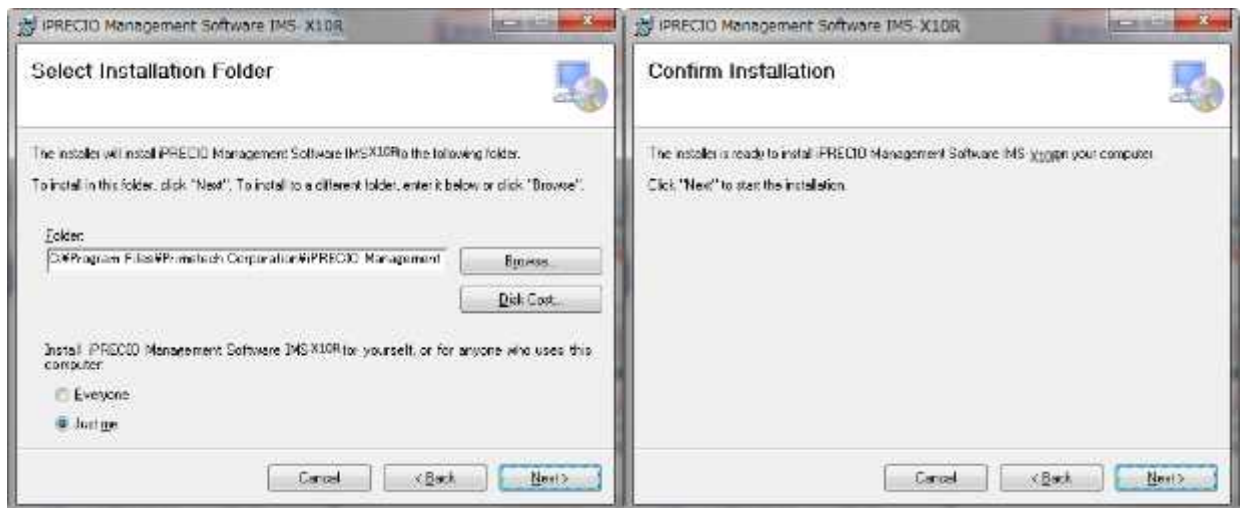 iPRECIO Management Software IMS-X10R
Select Installation Folder
The installer will install iPRECIO Management Software IMS X10R to the following folder.
To install in this folder, click "Next". To install to a different folder, enter it below or click "Browse".
Folder:
C:¥Program Files¥Primetech Corporation¥iPRECIO Management
Browse...
Disk Cost...
Install iPRECIO Management Software IMS-X10R for yourself, or for anyone who uses this
computer:
Everyone
Just me
Cancel
< Back
Next >
iPRECIO Management Software IMS-X10R
Confirm Installation
The installer is ready to install iPRECIO Management Software IMS-X10R on your computer.
Click "Next" to start the installation.
Cancel
< Back
Next >